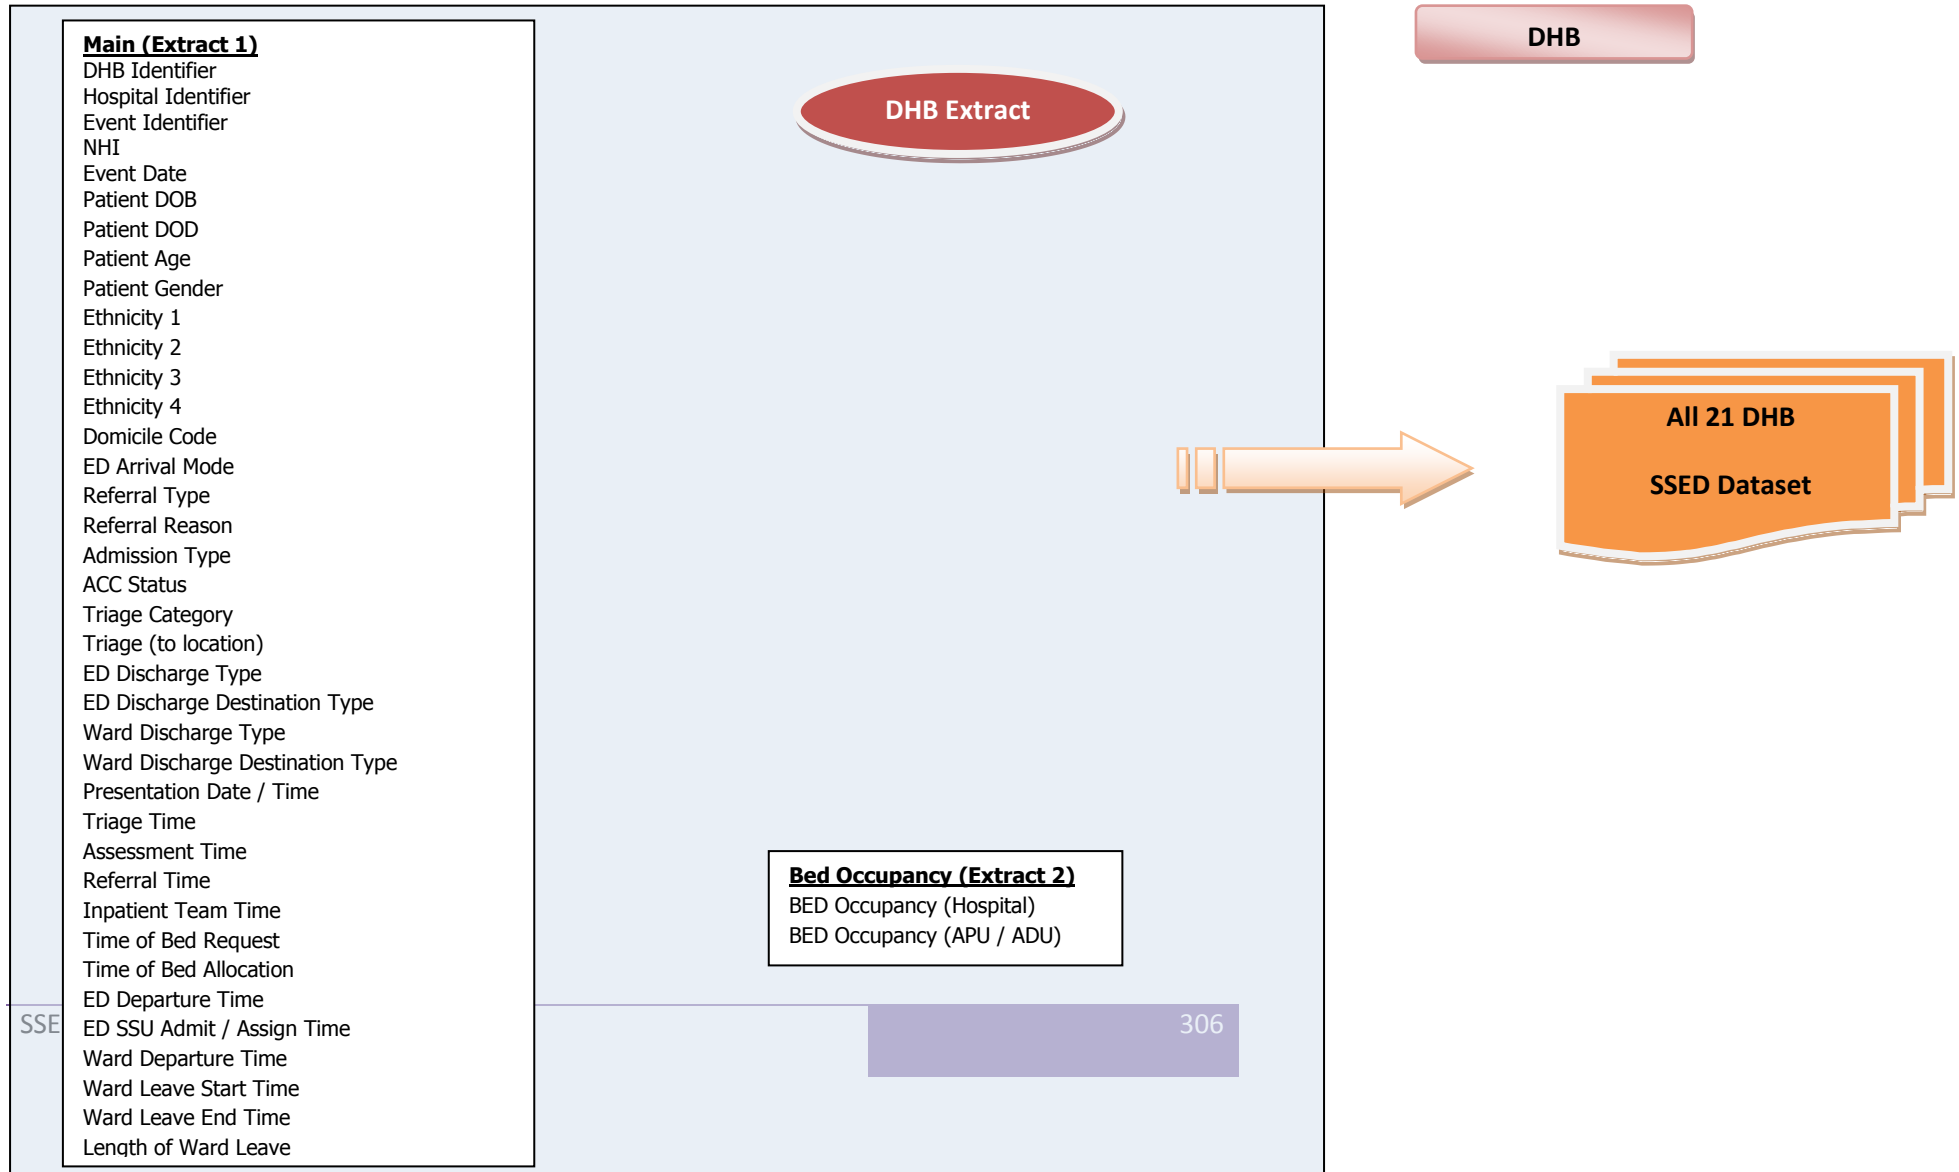 Main (Extract 1)
DHB Identifier
Hospital Identifier
Event Identifier
NHI
Event Date
Patient DOB
Patient DOD
Patient Age
Patient Gender
Ethnicity 1
Ethnicity 2
Ethnicity 3
Ethnicity 4
Domicile Code
ED Arrival Mode
Referral Type
Referral Reason
Admission Type
ACC Status
Triage Category
Triage (to location)
ED Discharge Type
ED Discharge Destination Type
Ward Discharge Type
Ward Discharge Destination Type
Presentation Date / Time
Triage Time
Assessment Time
Referral Time
Inpatient Team Time
Time of Bed Request
Time of Bed Allocation
ED Departure Time
ED SSU Admit / Assign Time
Ward Departure Time
Ward Leave Start Time
Ward Leave End Time
Length of Ward Leave
DHB Extract
Bed Occupancy (Extract 2)
BED Occupancy (Hospital)
BED Occupancy (APU / ADU)
DHB
All 21 DHB
SSED Dataset
SSE
306